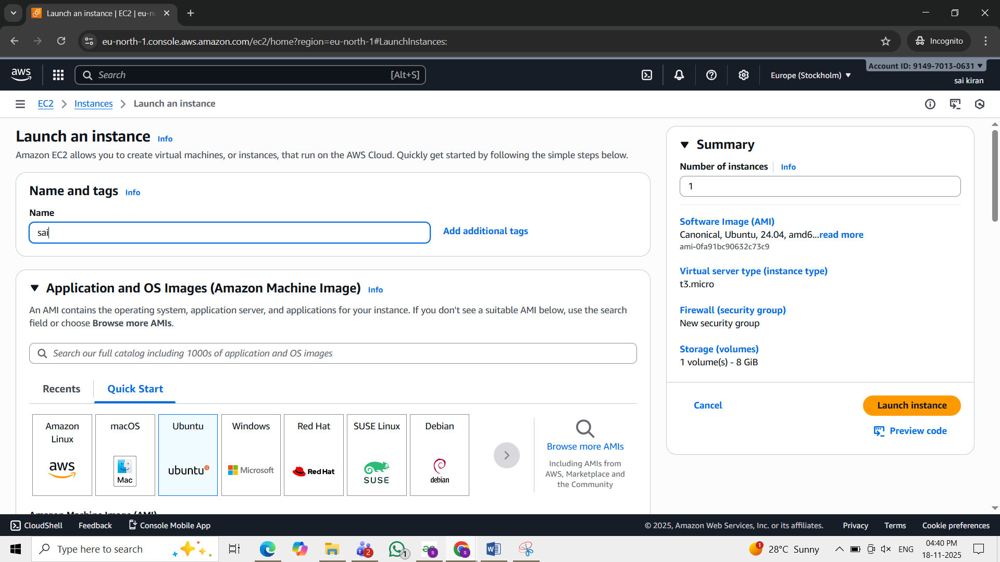 Launch an instance | EC2 | eu-n
eu-north-1.console.aws.amazon.com/ec2/home?region=eu-north-1#LaunchInstances:
Incognito
aws
Search
[Alt+S]
Europe (Stockholm)
Account ID: 9149-7013-0631
sai kiran
EC2
Instances
Launch an instance
Launch an instance
Info
Amazon EC2 allows you to create virtual machines, or instances, that run on the AWS Cloud. Quickly get started by following the simple steps below.
Name and tags
Info
Name
sai
Add additional tags
Application and OS Images (Amazon Machine Image)
Info
An AMI contains the operating system, application server, and applications for your instance. If you don't see a suitable AMI below, use the search
field or choose Browse more AMIs.
Search our full catalog including 1000s of application and OS images
Recents
Quick Start
Amazon
Linux
aws
macOS
Mac
Ubuntu
ubuntu
Windows
Microsoft
Red Hat
Red Hat
SUSE Linux
SUSE
Debian
debian
Browse more AMIs
Including AMIs from
AWS, Marketplace and
the Community
Amazon Machine Image (AMI)
Summary
Number of instances
Info
1
Software Image (AMI)
Canonical, Ubuntu, 24.04, amd6...read more
ami-0fa91bc90632c73c9
Virtual server type (instance type)
t3.micro
Firewall (security group)
New security group
Storage (volumes)
1 volume(s) - 8 GiB
Cancel
Launch instance
Preview code
CloudShell
Feedback
Console Mobile App
© 2025, Amazon Web Services, Inc. or its affiliates.
Privacy
Terms
Cookie preferences
Type here to search
2
1
s
s
1
28°C Sunny
ENG
04:40 PM
18-11-2025